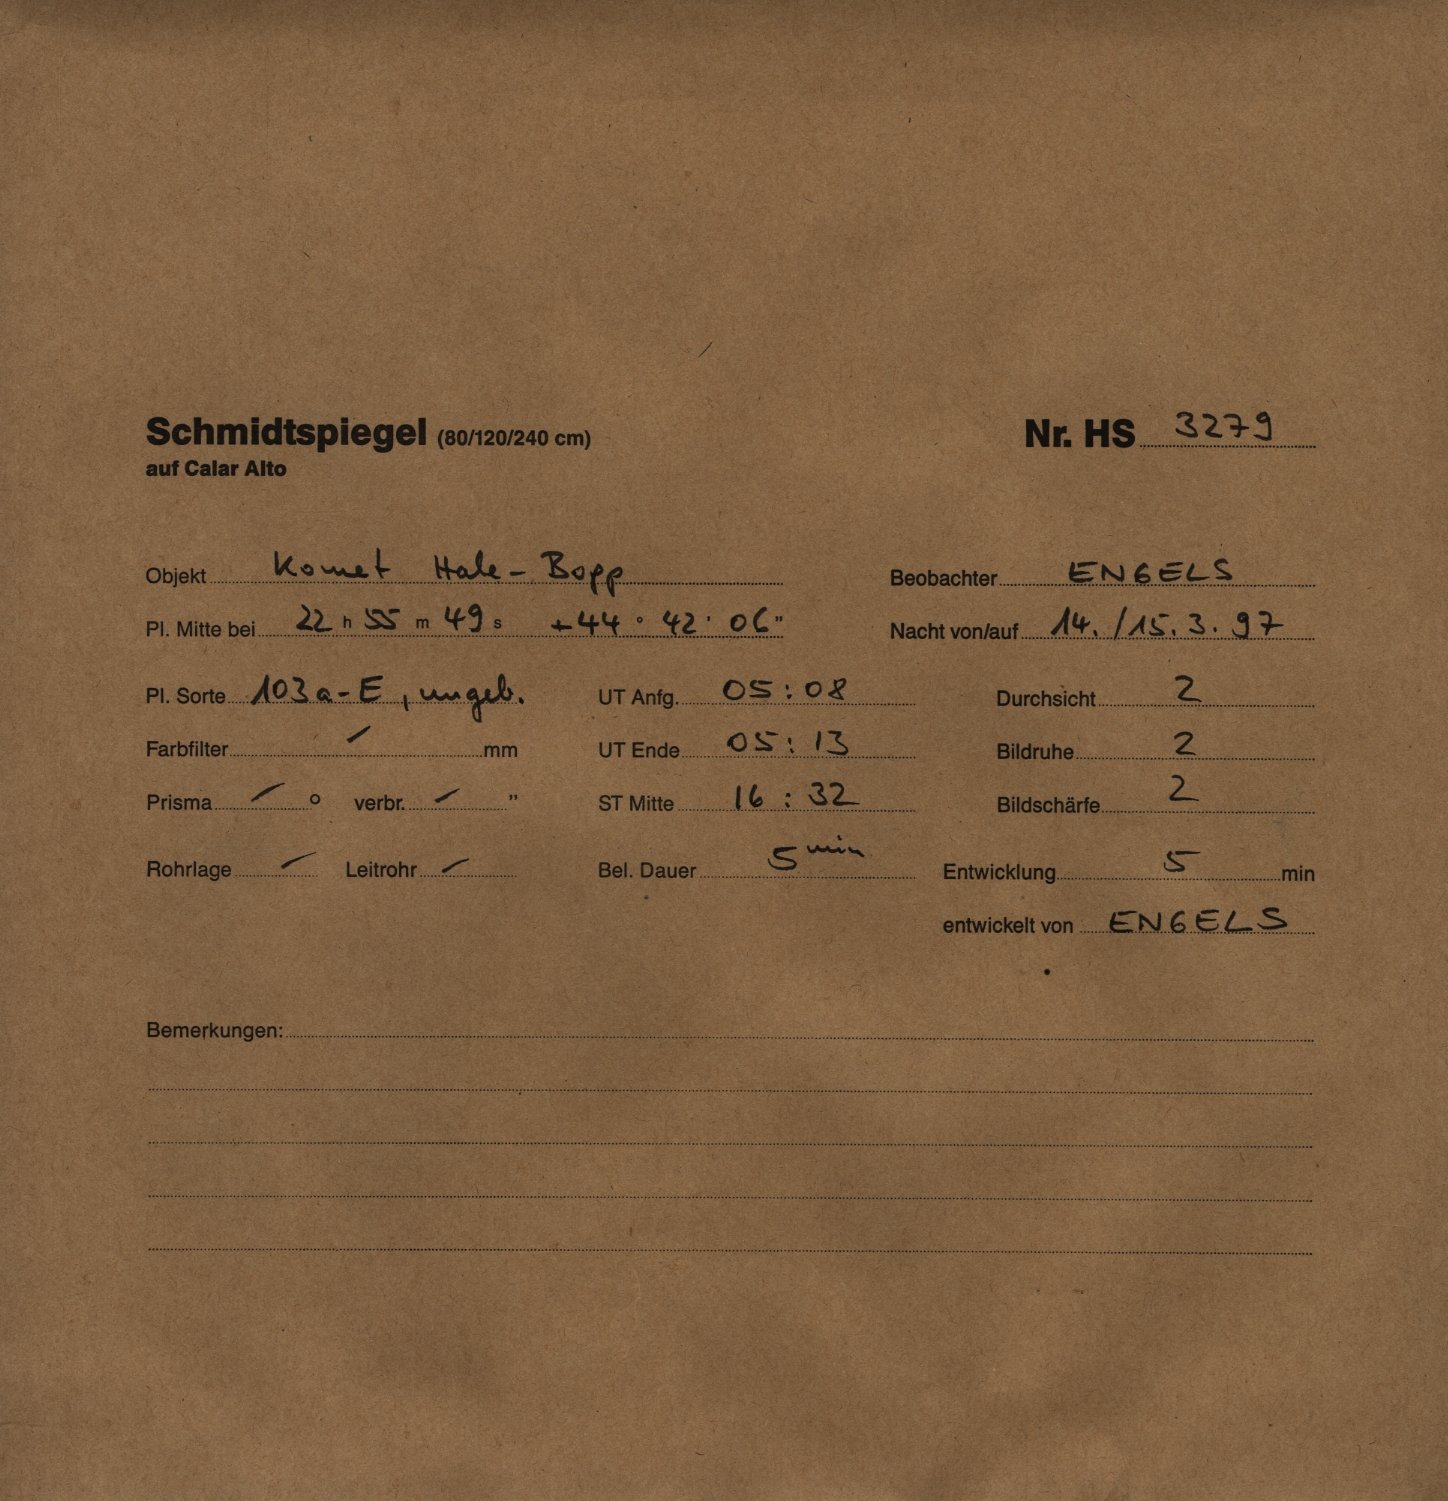 Schmidtspiegel (80/120/240 cm) Nr. HS 3279
auf Calar Alto
Objekt Komet Hale-Bopp Beobachter ENGELS
Pl. Mitte bei 22 h 55 m 49 s +44 ° 42 ' 06 " Nacht von/auf 14./15.3.97
Pl. Sorte 103a-E, ungeb. UT Anfg. 05:08 Durchsicht 2
Farbfilter / mm UT Ende 05:13 Bildruhe 2
Prisma / ° verbr. / " ST Mitte 16:32 Bildschärfe 2
Rohrlage / Leitrohr / Bel. Dauer 5 min Entwicklung 5 min
entwickelt von ENGELS
Bemerkungen: